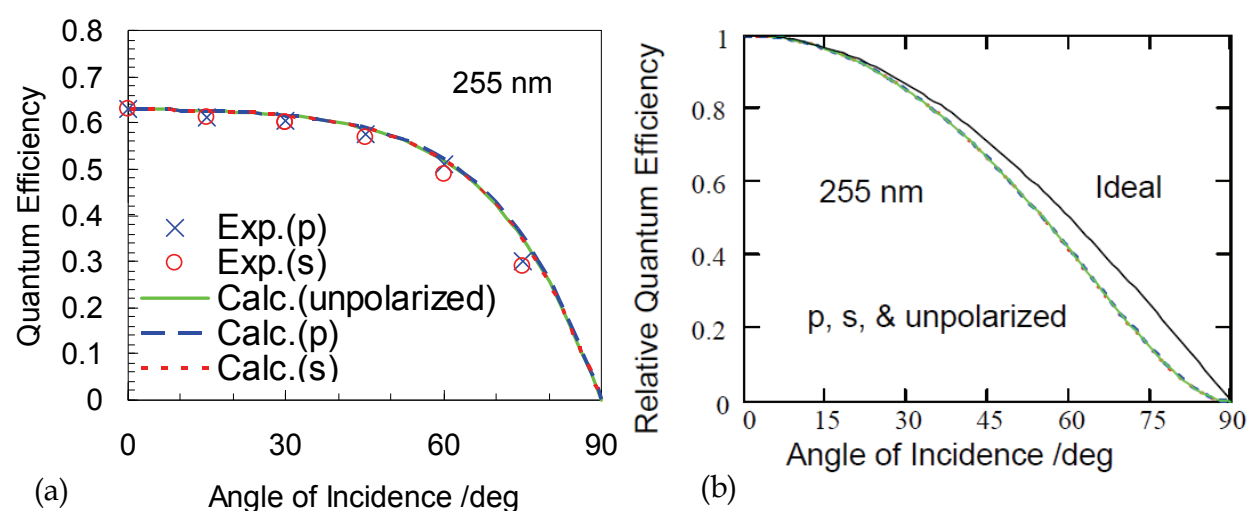 (a)
Quantum Efficiency
0.8
0.7
0.6
0.5
0.4
0.3
0.2
0.1
0
255 nm
Exp.(p)
Exp.(s)
Calc.(unpolarized)
Calc.(p)
Calc.(s)
0
30
60
90
Angle of Incidence /deg
(b)
Relative Quantum Efficiency
1
0.8
0.6
0.4
0.2
0
255 nm
Ideal
p, s, & unpolarized
0
15
30
45
60
75
90
Angle of Incidence /deg